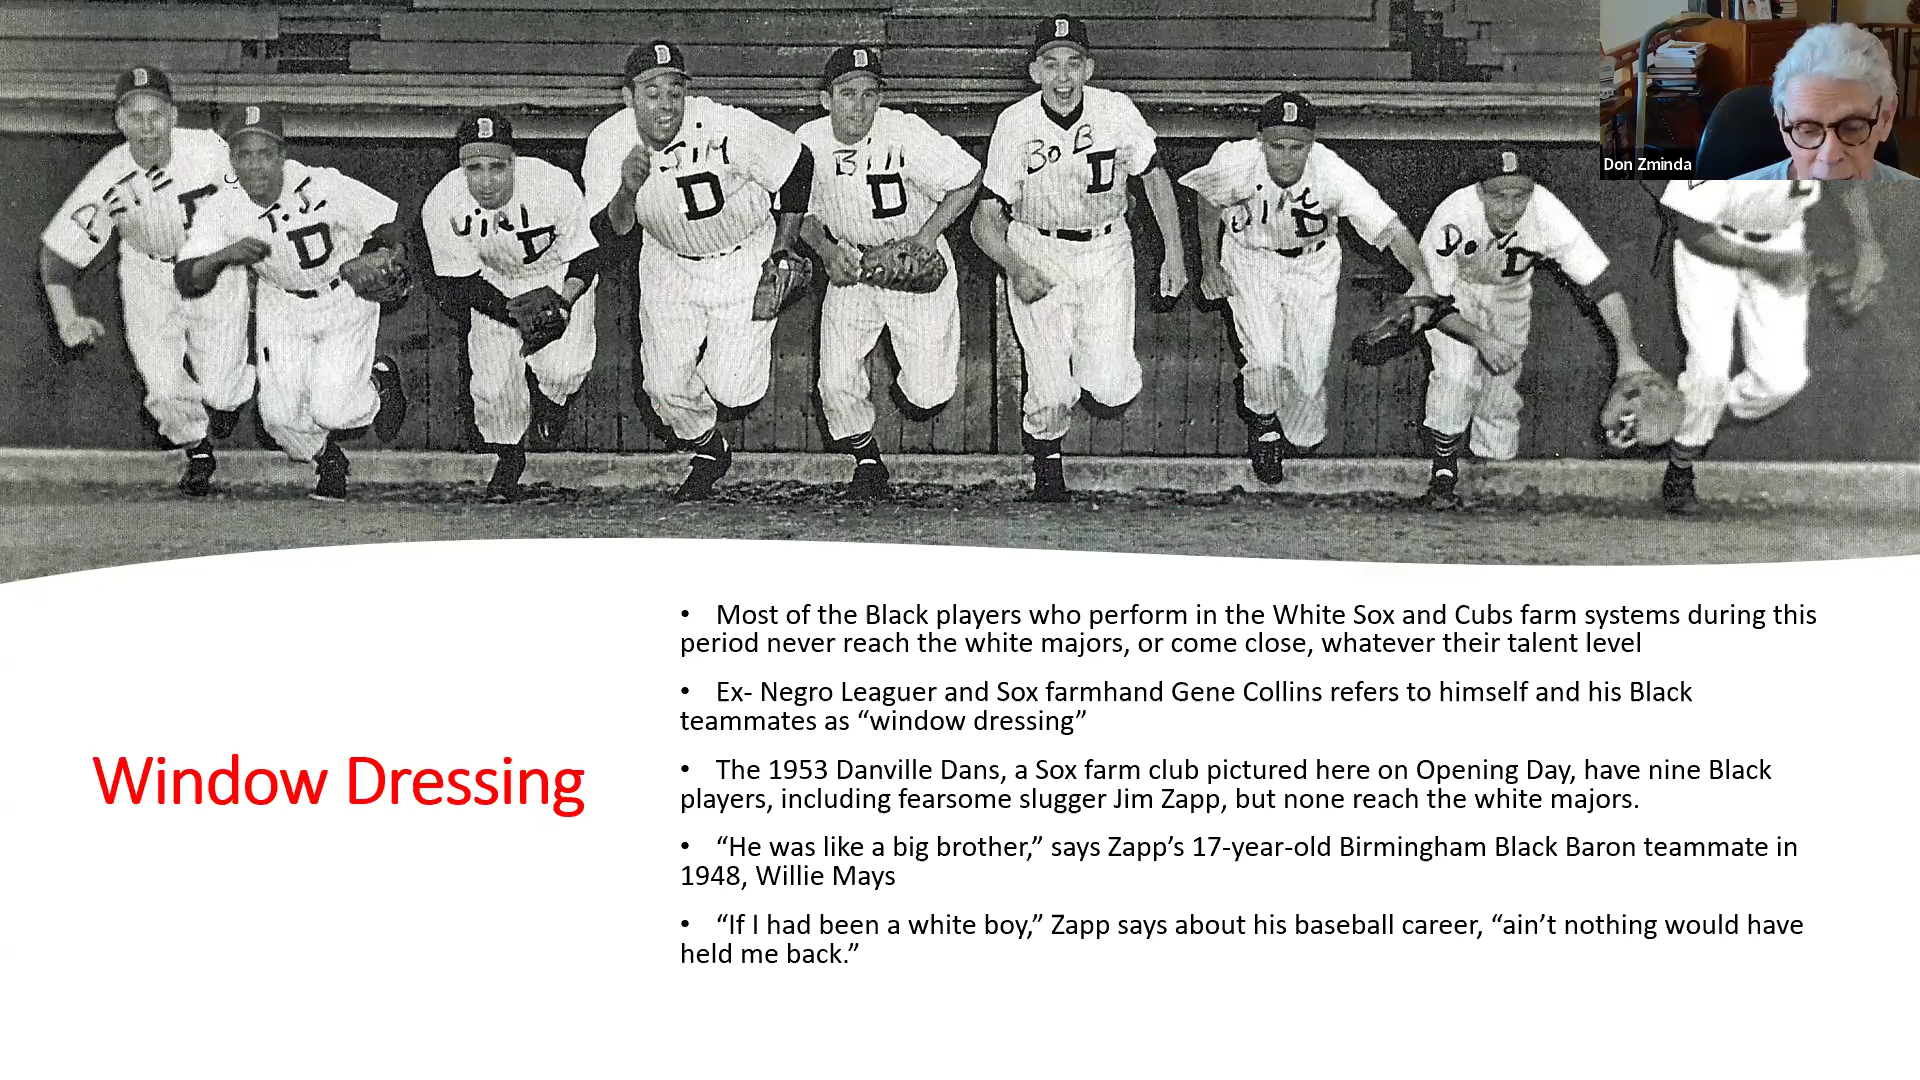 Don Zminda
PETE
T.J.
JIM
Bill
BOB
Jim
Don
B
B
B
B
B
B
B
B
D
D
D
D
D
D
D
Window Dressing
• Most of the Black players who perform in the White Sox and Cubs farm systems during this
period never reach the white majors, or come close, whatever their talent level
• Ex- Negro Leaguer and Sox farmhand Gene Collins refers to himself and his Black
teammates as “window dressing”
• The 1953 Danville Dans, a Sox farm club pictured here on Opening Day, have nine Black
players, including fearsome slugger Jim Zapp, but none reach the white majors.
• “He was like a big brother,” says Zapp’s 17-year-old Birmingham Black Baron teammate in
1948, Willie Mays
• “If I had been a white boy,” Zapp says about his baseball career, “ain’t nothing would have
held me back.”